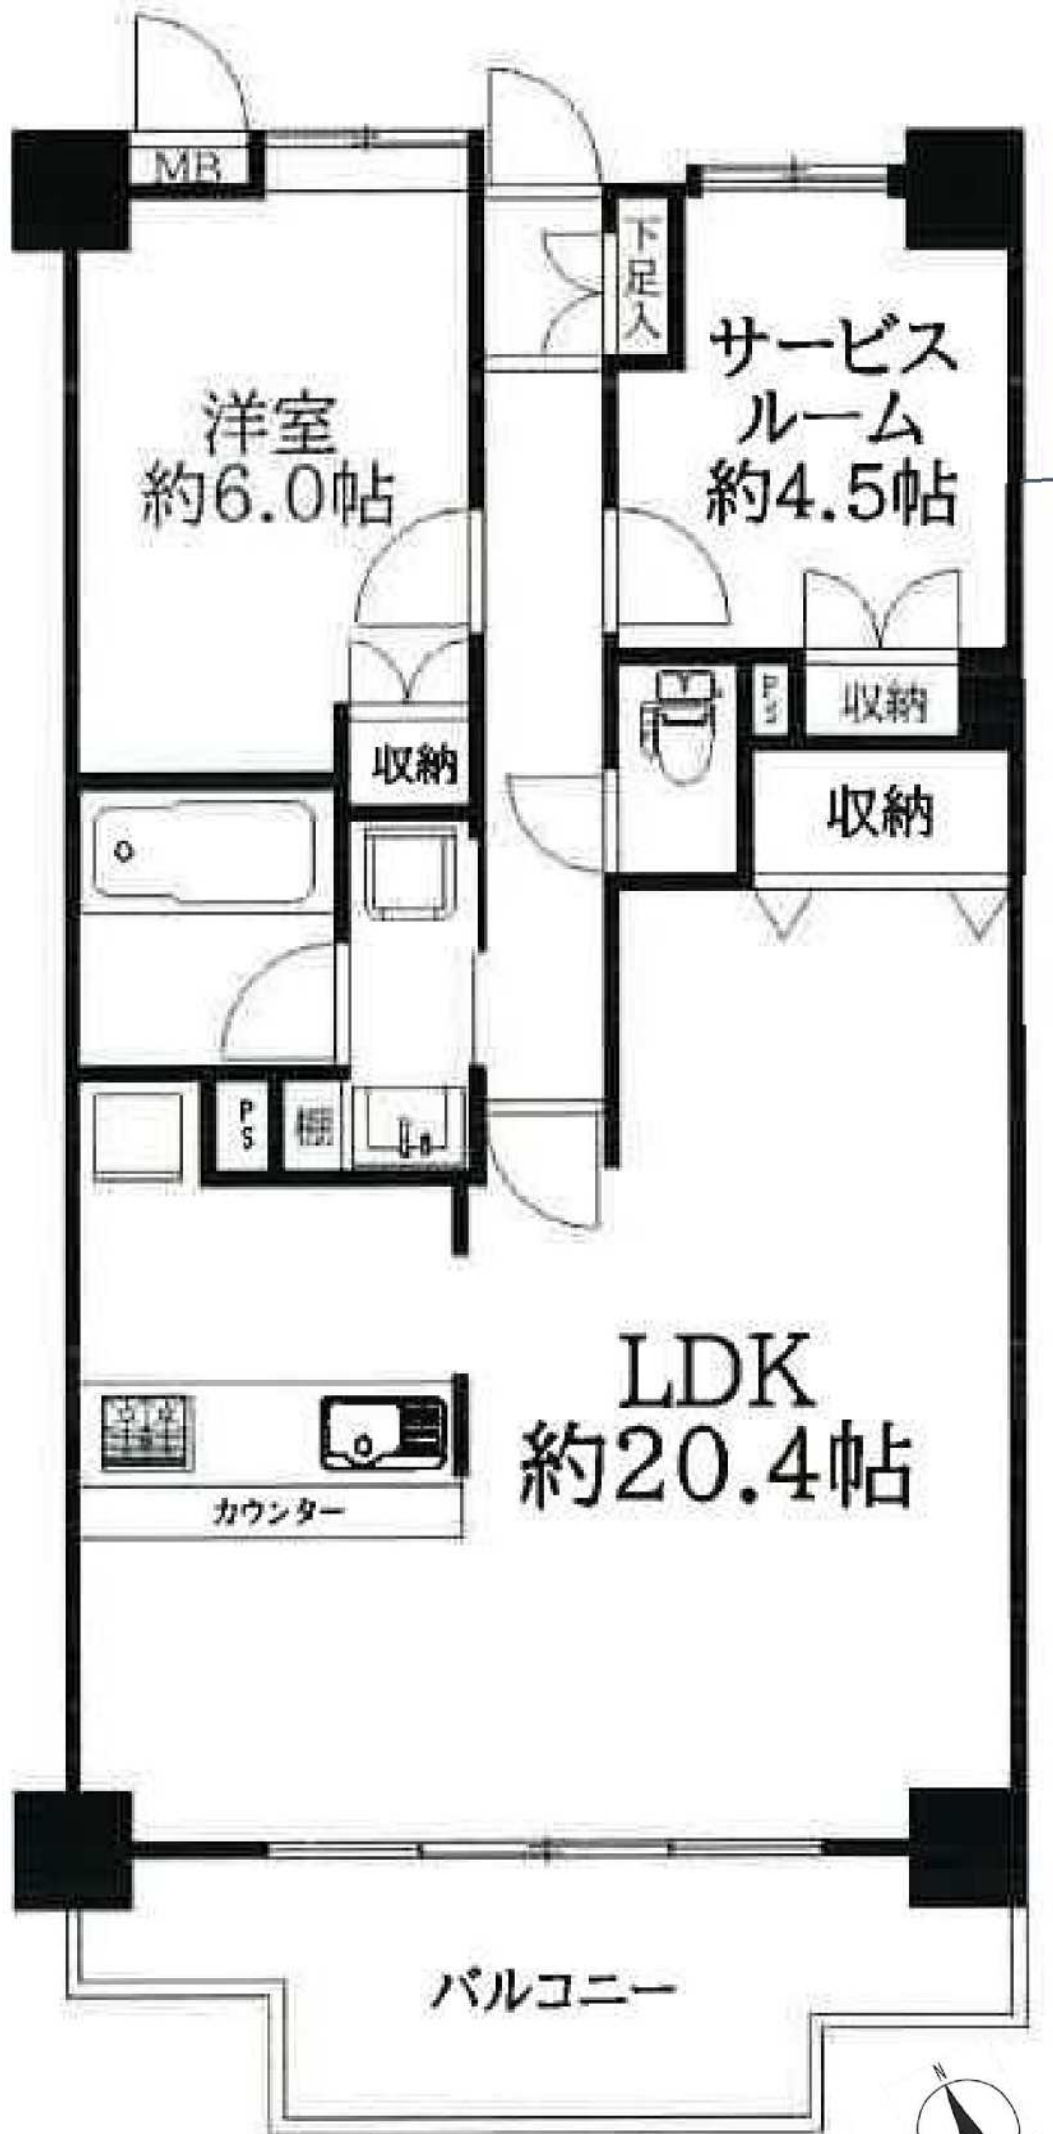 MB
下足入
サービス
ルーム
約4.5帖
洋室
約6.0帖
PS
収納
収納
収納
PS
棚
LDK
約20.4帖
カウンター
バルコニー
N